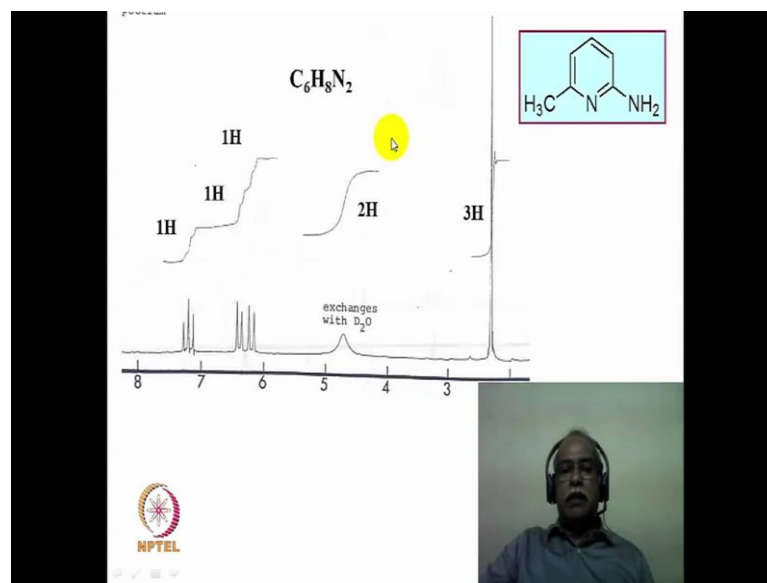 C₆H₈N₂
H₃C
N
NH₂
1H
1H
1H
2H
3H
exchanges
with D₂O
8 7 6 5 4 3
NPTEL